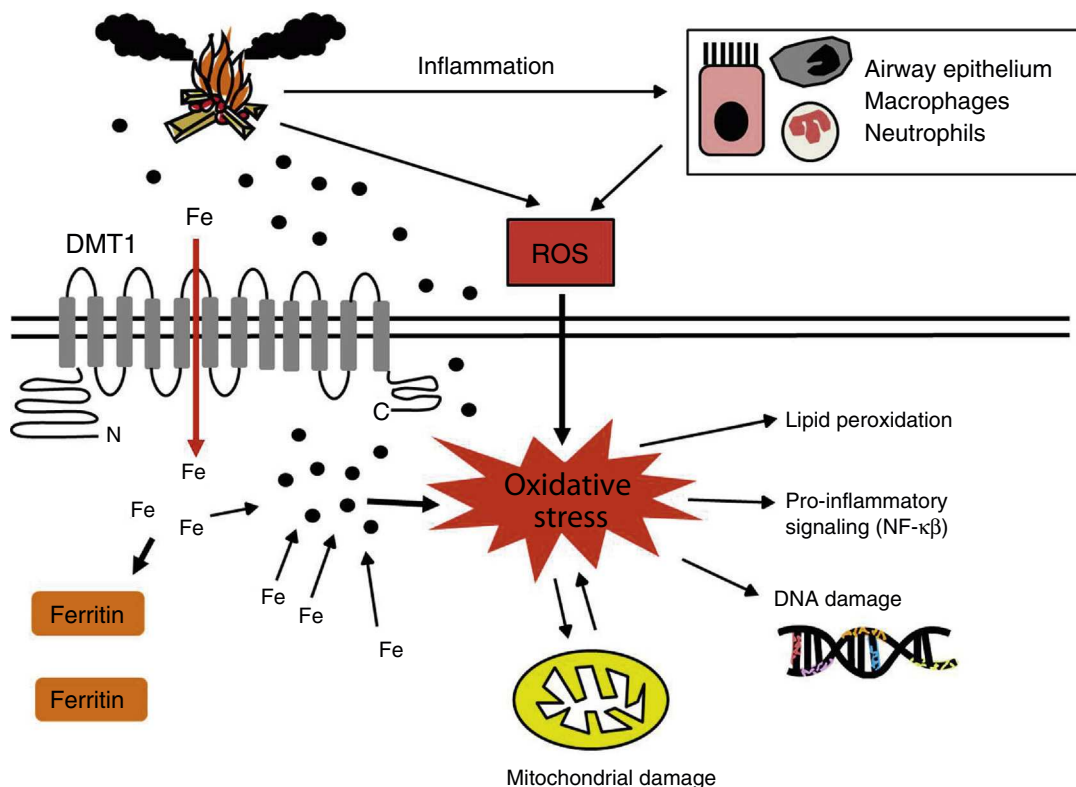 Inflammation
Airway epithelium
Macrophages
Neutrophils
Fe
DMT1
ROS
N
C
Fe
Fe
Fe
Oxidative
stress
Lipid peroxidation
Pro-inflammatory
signaling (NF-κβ)
DNA damage
Fe
Fe
Fe
Ferritin
Ferritin
Mitochondrial damage